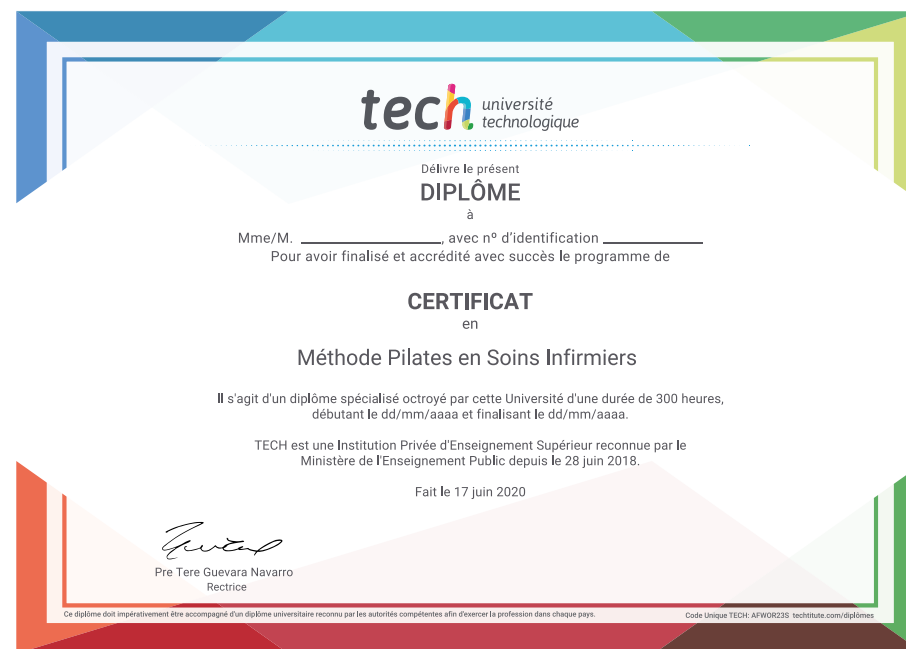 tech université
technologique
Délivre le présent
DIPLÔME
à
Mme/M. ____________________, avec nº d'identification ______________
Pour avoir finalisé et accrédité avec succès le programme de
CERTIFICAT
en
Méthode Pilates en Soins Infirmiers
Il s'agit d'un diplôme spécialisé octroyé par cette Université d'une durée de 300 heures,
débutant le dd/mm/aaaa et finalisant le dd/mm/aaaa.
TECH est une Institution Privée d'Enseignement Supérieur reconnue par le
Ministère de l'Enseignement Public depuis le 28 juin 2018.
Fait le 17 juin 2020
Pre Tere Guevara Navarro
Rectrice
Ce diplôme doit impérativement être accompagné d'un diplôme universitaire reconnu par les autorités compétentes afin d'exercer la profession dans chaque pays.
Code Unique TECH: AFWOR23S techtitute.com/diplômes